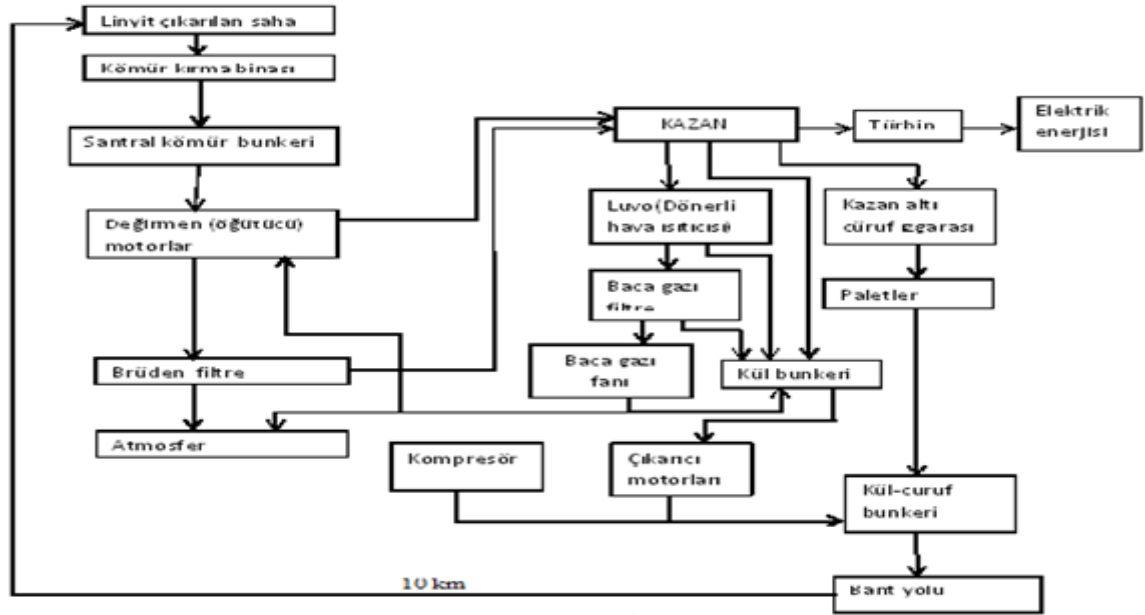 Linyit çıkarılan saha
Kömür kırma binası
Santral kömür bunkeri
Değirmen (öğütücü)
motorlar
Brüden filtre
Atmosfer
KAZAN
Türbin
Elektrik
enerjisi
Luvo(Dönerli
hava ısıtıcısı)
Kazan altı
cüruf ızgarası
Baca gazı
filtre
Paletler
Baca gazı
fanı
Kül bunkeri
Kompresör
Çıkarıcı
motorları
Kül-curuf
bunkeri
10 km
Bant yolu